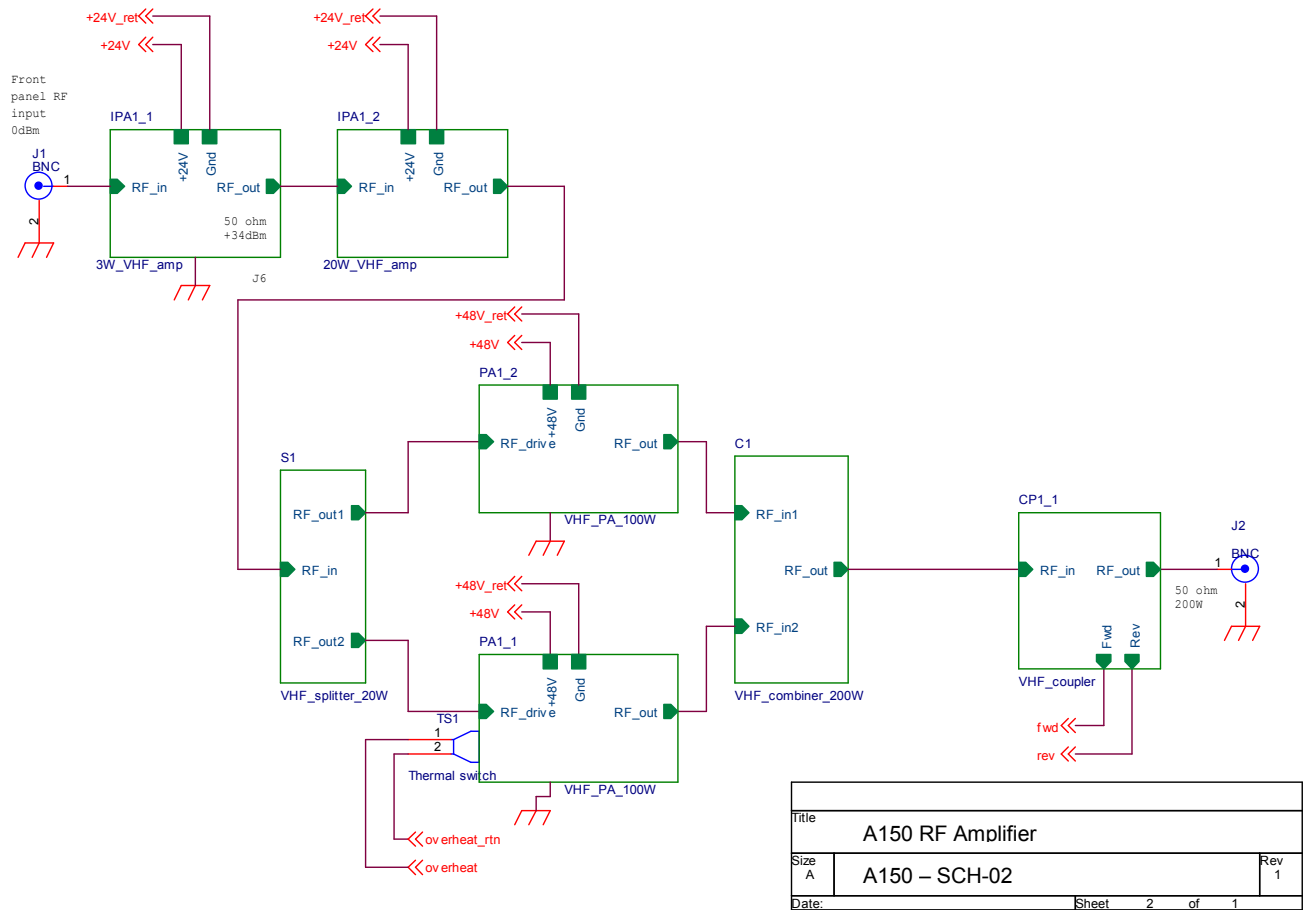 +24V_ret
+24V
+24V_ret
+24V
Front
panel RF
input
0dBm
J1
BNC
1
2
IPA1_1
+24V
Gnd
RF_in
RF_out
50 ohm
+34dBm
3W_VHF_amp
J6
IPA1_2
+24V
Gnd
RF_in
RF_out
20W_VHF_amp
+48V_ret
+48V
PA1_2
+48V
Gnd
RF_drive
RF_out
VHF_PA_100W
S1
RF_out1
RF_in
RF_out2
VHF_splitter_20W
+48V_ret
+48V
PA1_1
+48V
Gnd
RF_drive
RF_out
VHF_PA_100W
TS1
1
2
Thermal switch
overheat_rtn
overheat
C1
RF_in1
RF_out
RF_in2
VHF_combiner_200W
CP1_1
RF_in
RF_out
Fwd
Rev
VHF_coupler
fwd
rev
J2
BNC
1
2
50 ohm
200W
Title
A150 RF Amplifier
Size
A
A150 – SCH-02
Rev
1
Date:
Sheet 2 of 1